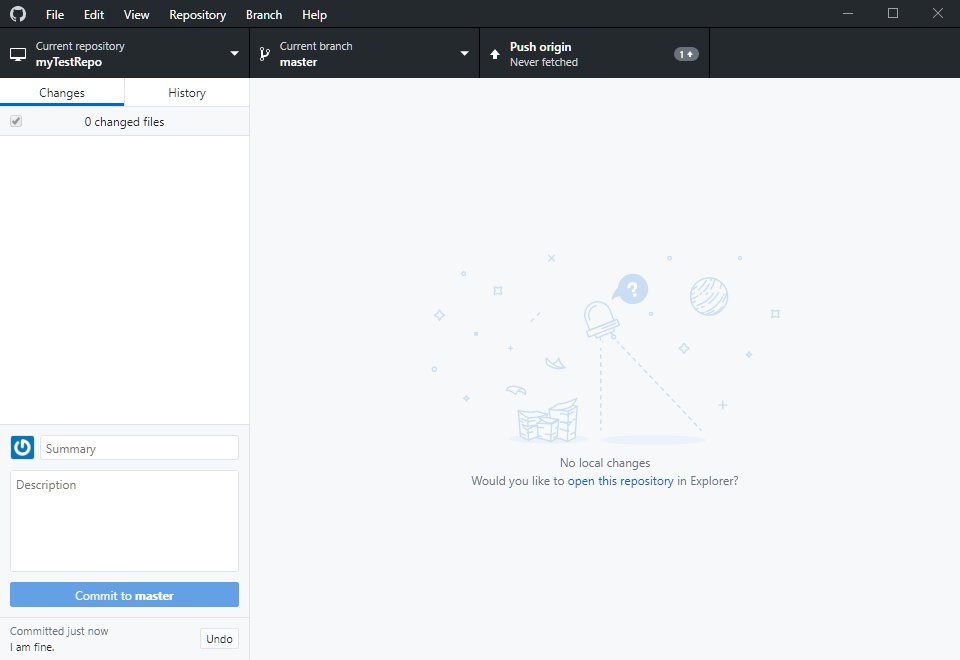 File Edit View Repository Branch Help
Current repository
myTestRepo
Current branch
master
Push origin
Never fetched
1
Changes
History
0 changed files
?
No local changes
Would you like to open this repository in Explorer?
Summary
Description
Commit to master
Committed just now
I am fine.
Undo